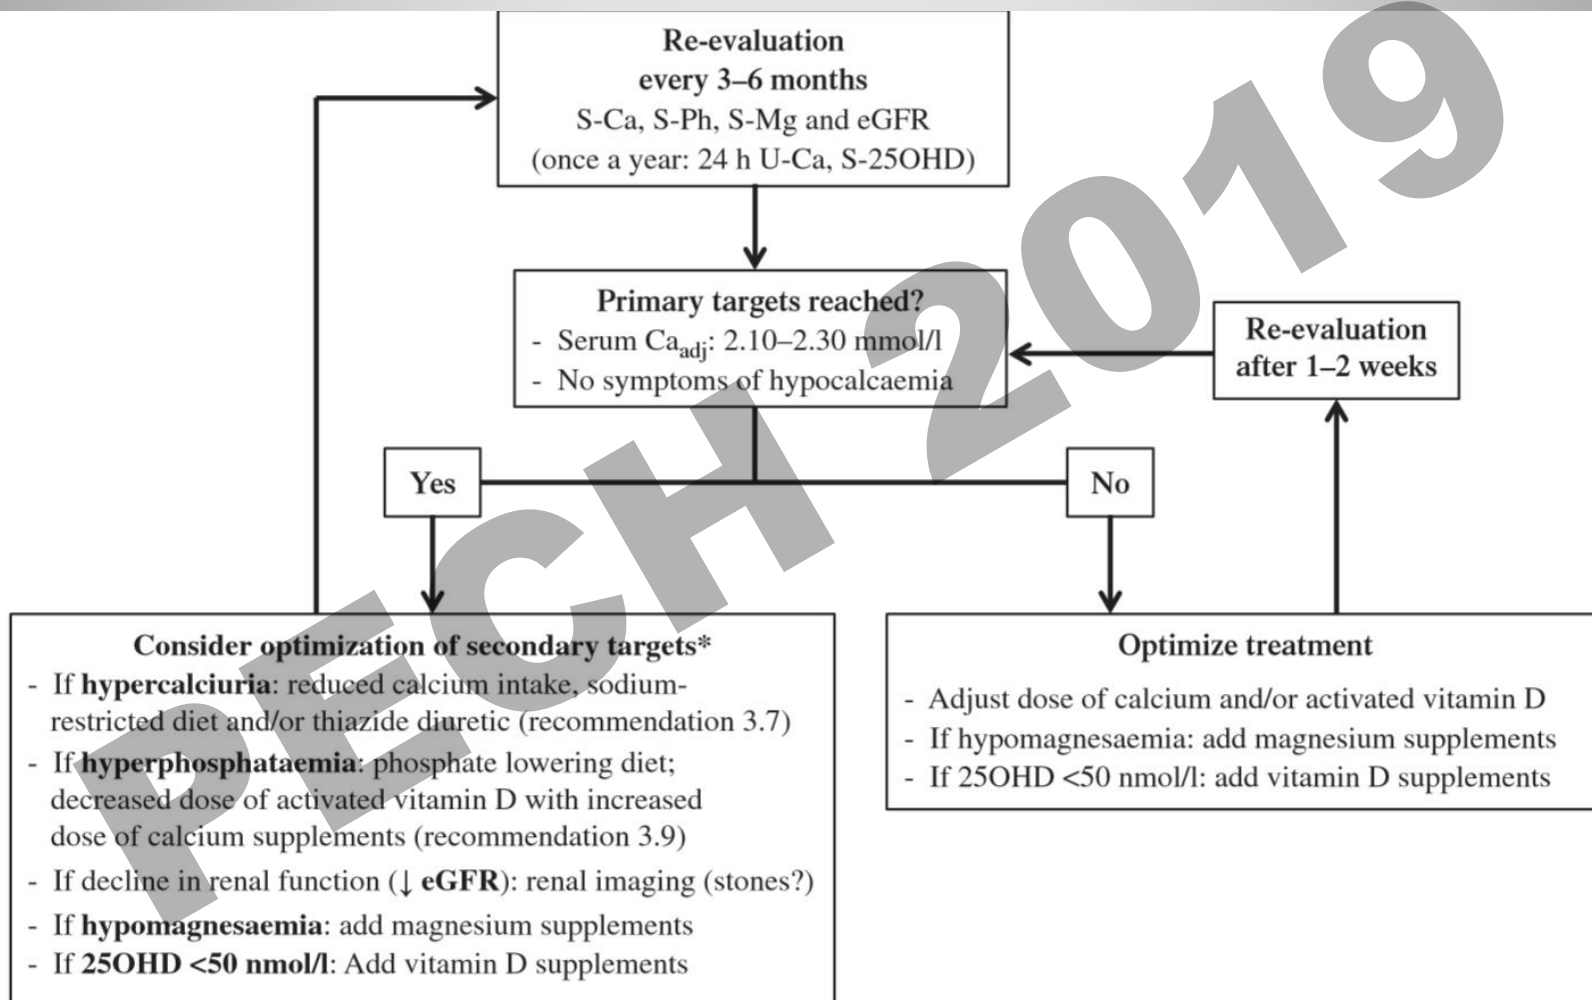 Re-evaluation
every 3–6 months
S-Ca, S-Ph, S-Mg and eGFR
(once a year: 24 h U-Ca, S-25OHD)
Primary targets reached?
- Serum Caadj: 2.10–2.30 mmol/l
- No symptoms of hypocalcaemia
Re-evaluation
after 1–2 weeks
Yes
No
Consider optimization of secondary targets*
- If hypercalciuria: reduced calcium intake, sodium-
restricted diet and/or thiazide diuretic (recommendation 3.7)
- If hyperphosphataemia: phosphate lowering diet;
decreased dose of activated vitamin D with increased
dose of calcium supplements (recommendation 3.9)
- If decline in renal function (↓ eGFR): renal imaging (stones?)
- If hypomagnesaemia: add magnesium supplements
- If 25OHD <50 nmol/l: Add vitamin D supplements
Optimize treatment
- Adjust dose of calcium and/or activated vitamin D
- If hypomagnesaemia: add magnesium supplements
- If 25OHD <50 nmol/l: add vitamin D supplements
PECH 2019